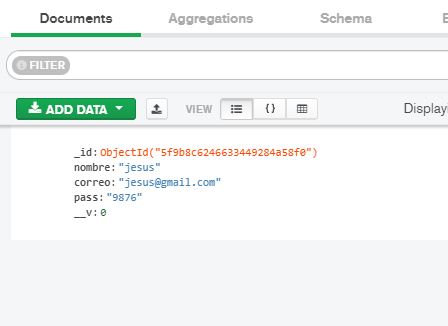 Documents Aggregations Schema E
FILTER
ADD DATA VIEW {} Display
_id:ObjectId("5f9b8c6246633449284a58f0")
nombre:"jesus"
correo:"jesus@gmail.com"
pass:"9876"
__v:0